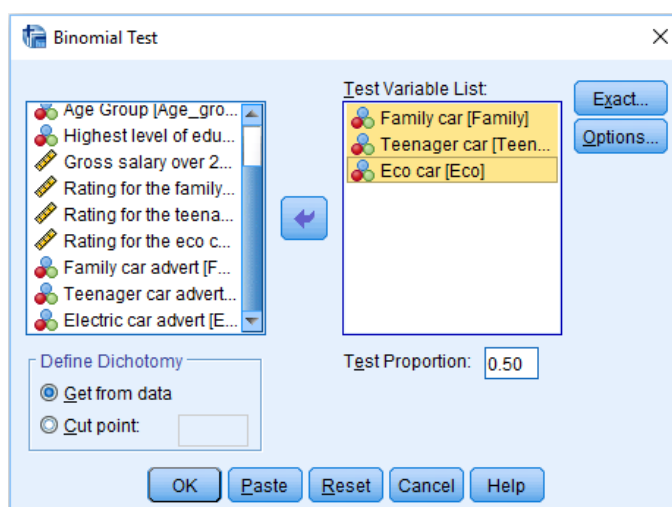 Binomial Test
Age Group [Age_gro...
Highest level of edu...
Gross salary over 2...
Rating for the family...
Rating for the teena...
Rating for the eco c...
Family car advert [F...
Teenager car advert...
Electric car advert [E...
Test Variable List:
Family car [Family]
Teenager car [Teen...
Eco car [Eco]
Exact...
Options...
Define Dichotomy
Get from data
Cut point:
Test Proportion: 0.50
OK Paste Reset Cancel Help